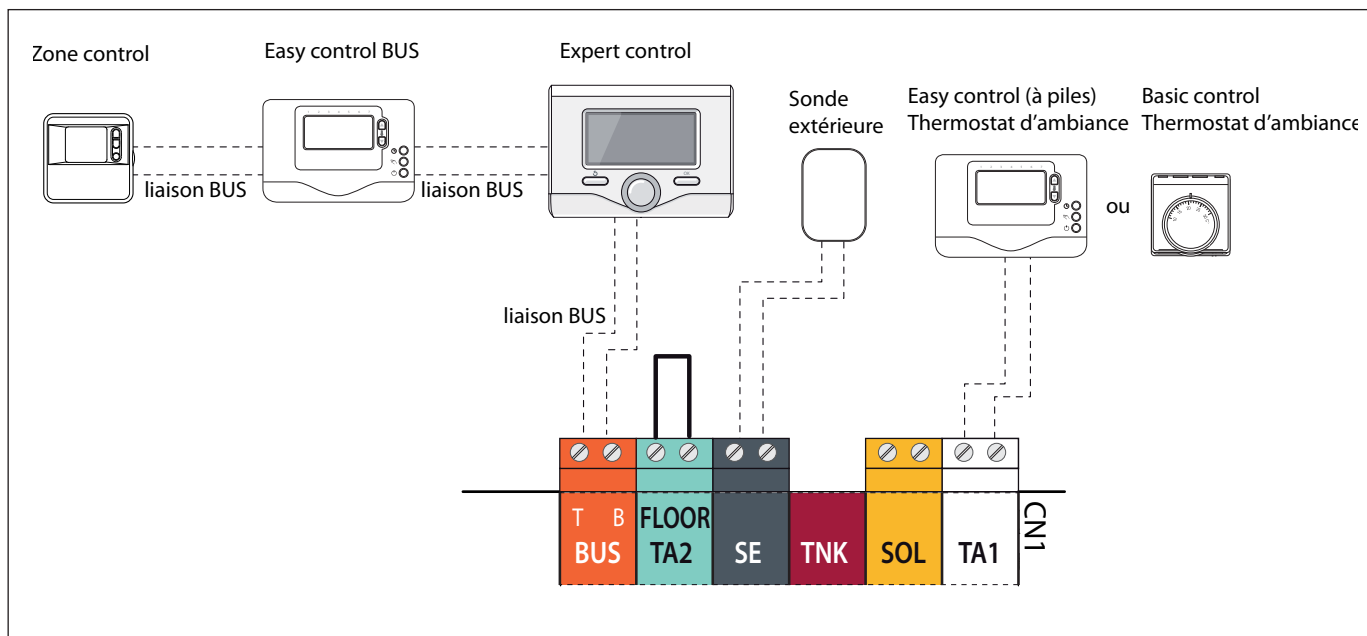 Zone control
Easy control BUS
Expert control
Sonde
extérieure
Easy control (à piles)
Thermostat d'ambiance
Basic control
Thermostat d'ambiance
liaison BUS
liaison BUS
ou
liaison BUS
T B
BUS
FLOOR
TA2
SE
TNK
SOL
TA1
CN1